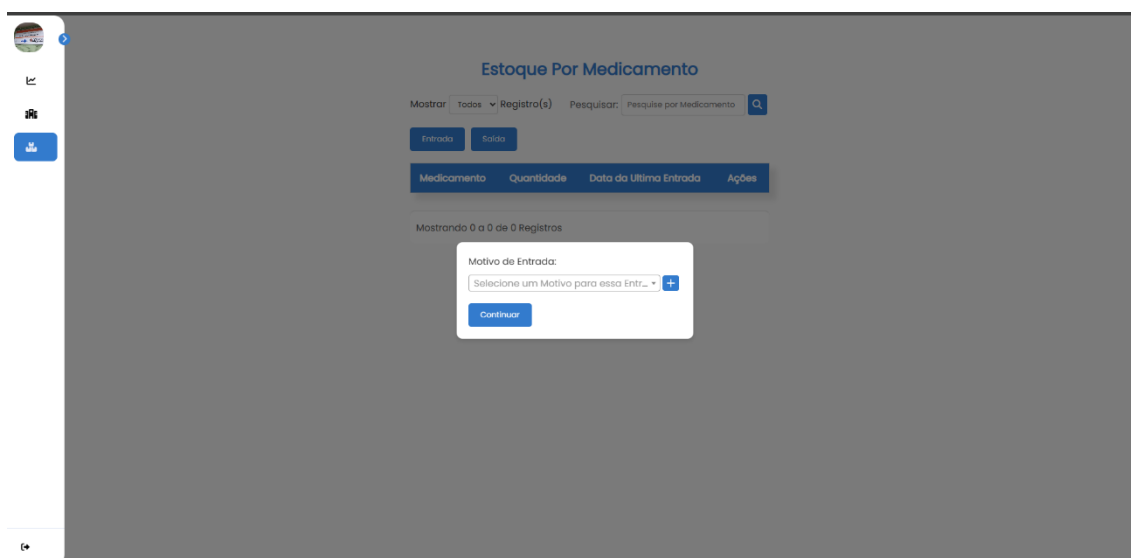 Estoque Por Medicamento
Mostrar Todos Registro(s) Pesquisar: Pesquise por Medicamento
Entrada Saída
Medicamento Quantidade Data da Ultima Entrada Ações
Mostrando 0 a 0 de 0 Registros
Motivo de Entrada:
Selecione um Motivo para essa Entr...
Continuar